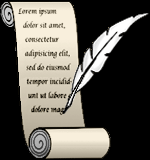 Lorem ipsum
dolor sit amet,
consectetur
adipisicing elit,
sed do eiusmod
tempor incidid
unt ut labore
dolore mag